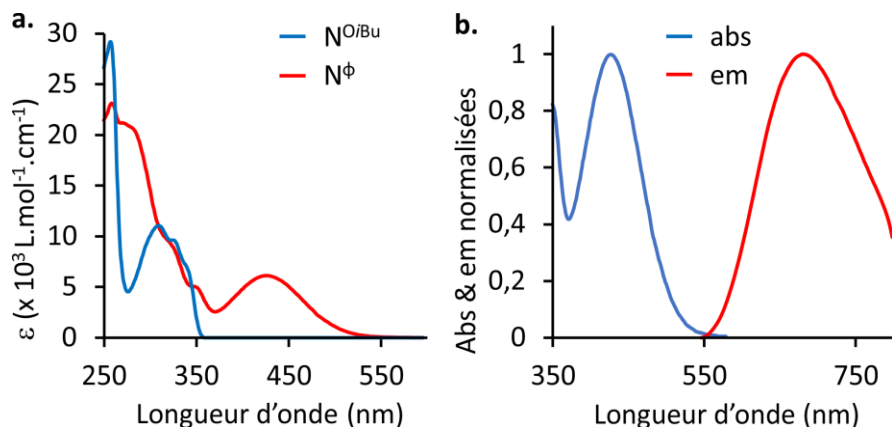 a.
ε (x 10³ L.mol⁻¹.cm⁻¹)
30
25
20
15
10
5
0
N^OiBu
N^ϕ
250 350 450 550
Longueur d'onde (nm)
b.
Abs & em normalisées
1
0,8
0,6
0,4
0,2
0
abs
em
350 550 750
Longueur d'onde (nm)